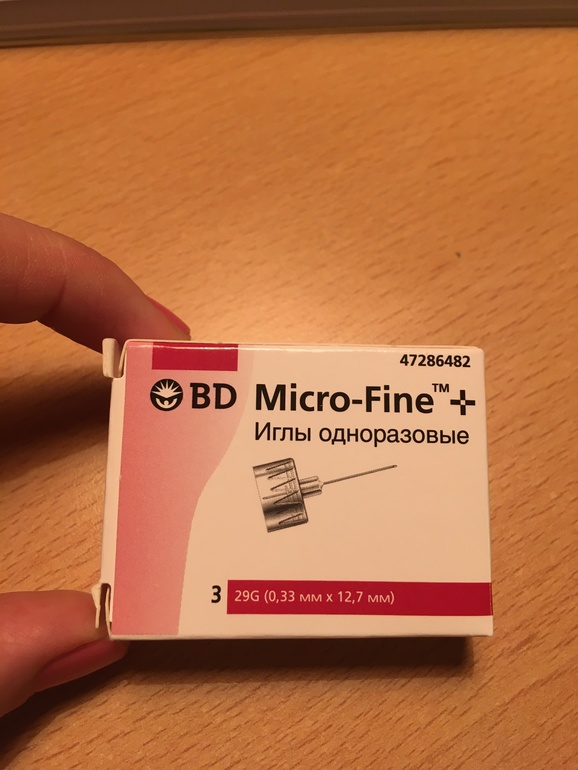 47286482
BD Micro-Fine™+
Иглы одноразовые
3 29G (0,33 мм x 12,7 мм)